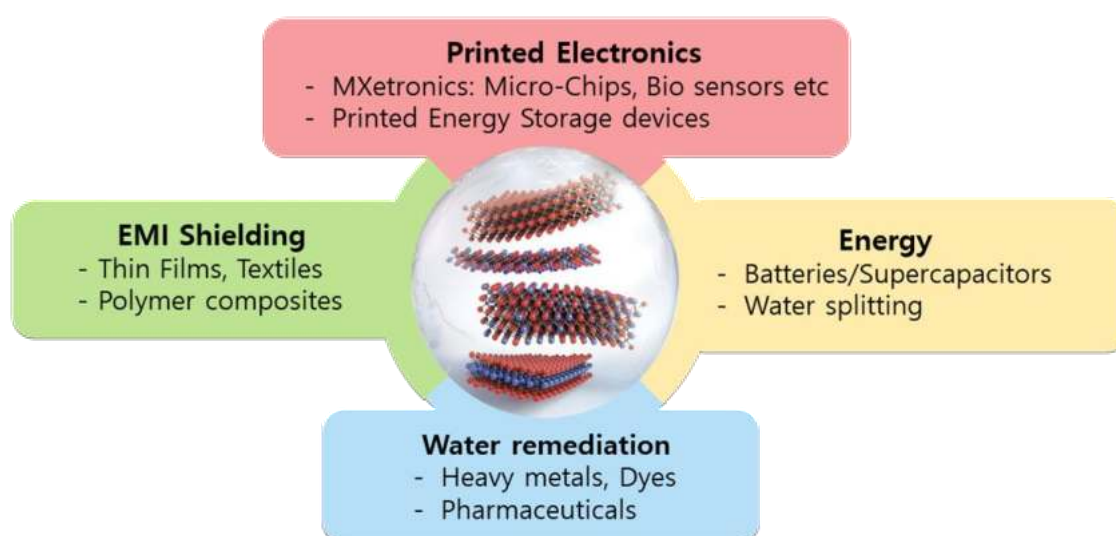 Printed Electronics
- MXetronics: Micro-Chips, Bio sensors etc
- Printed Energy Storage devices
EMI Shielding
- Thin Films, Textiles
- Polymer composites
Energy
- Batteries/Supercapacitors
- Water splitting
Water remediation
- Heavy metals, Dyes
- Pharmaceuticals